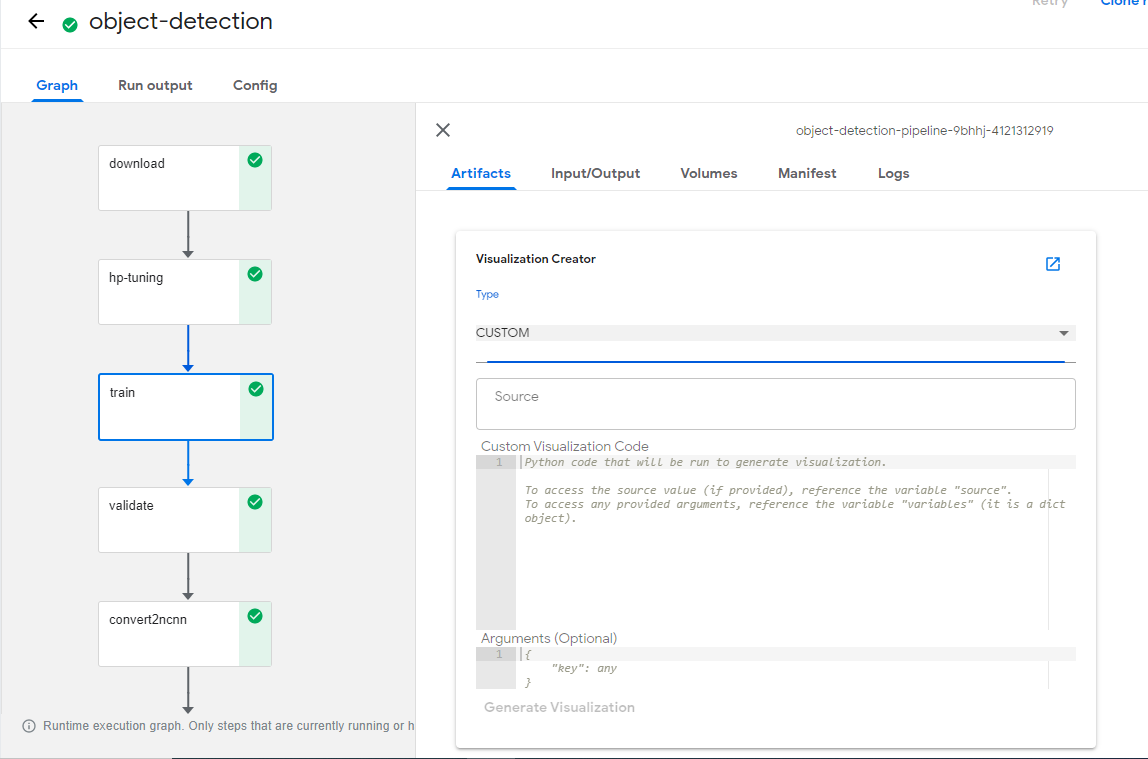 Retry
object-detection
Graph
Run output
Config
download
hp-tuning
train
validate
convert2ncnn
Runtime execution graph. Only steps that are currently running or h
object-detection-pipeline-9bhhj-4121312919
Artifacts
Input/Output
Volumes
Manifest
Logs
Visualization Creator
Type
CUSTOM
Source
Custom Visualization Code
1 Python code that will be run to generate visualization.
To access the source value (if provided), reference the variable "source".
To access any provided arguments, reference the variable "variables" (it is a dict
object).
Arguments (Optional)
1 {
"key": any
}
Generate Visualization